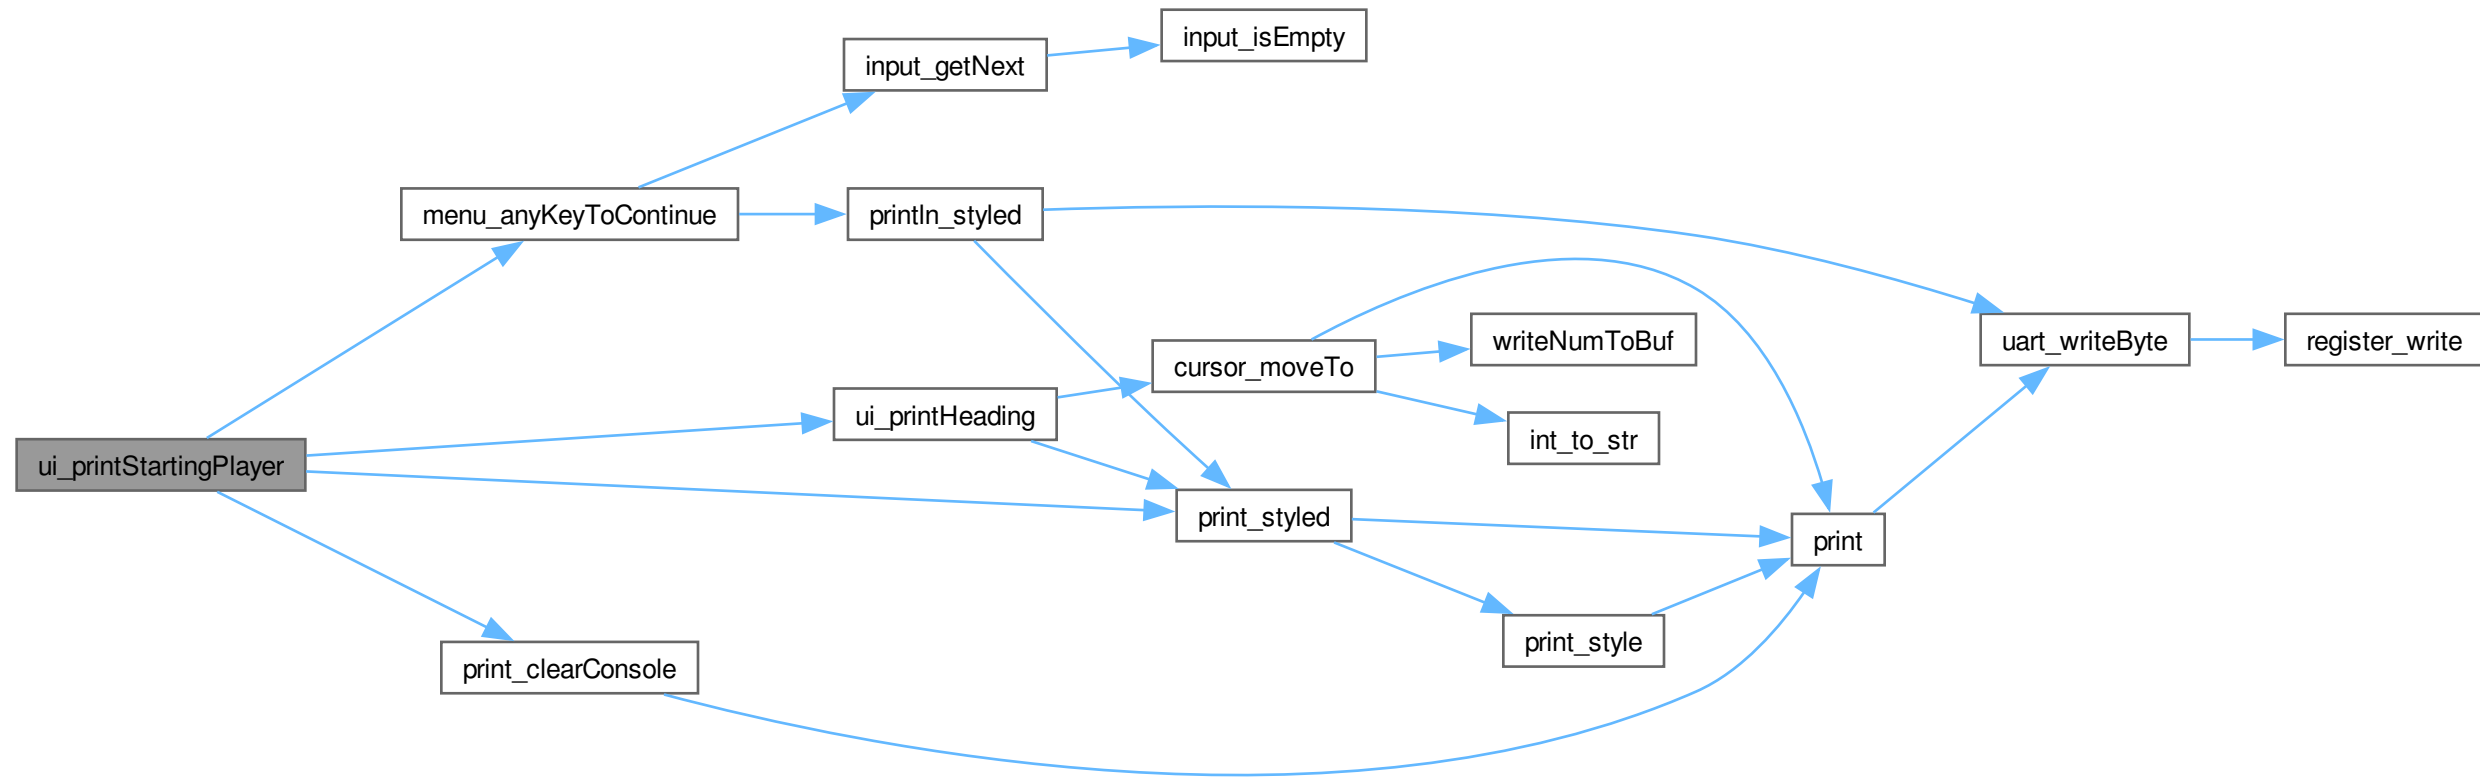 input_isEmpty
input_getNext
menu_anyKeyToContinue
println_styled
uart_writeByte
register_write
writeNumToBuf
cursor_moveTo
ui_printHeading
int_to_str
ui_printStartingPlayer
print_styled
print
print_style
print_clearConsole